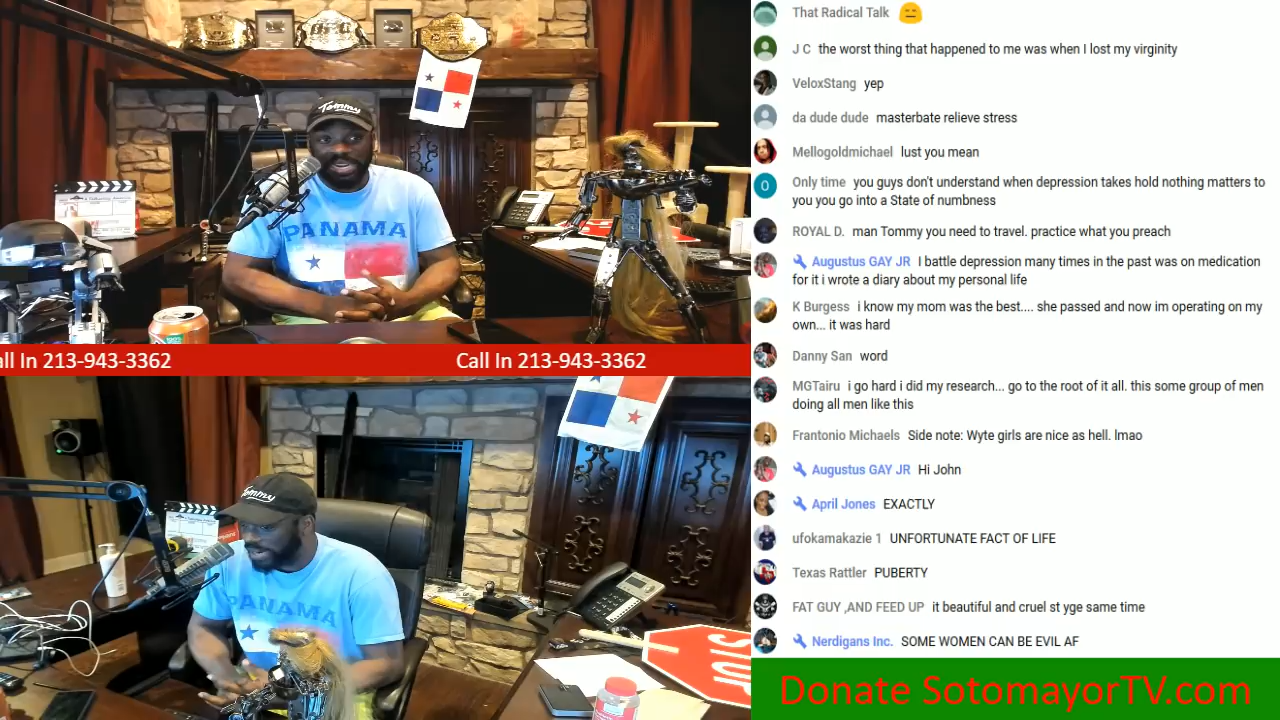 Tommy
PANAMA
all In 213-943-3362
Call In 213-943-3362
Tommy
PANAMA
That Radical Talk
J C the worst thing that happened to me was when I lost my virginity
VeloxStang yep
da dude dude masterbate relieve stress
Mellogoldmichael lust you mean
O
Only time you guys don't understand when depression takes hold nothing matters to
you you go into a State of numbness
ROYAL D. man Tommy you need to travel. practice what you preach
Augustus GAY JR I battle depression many times in the past was on medication
for it i wrote a diary about my personal life
K Burgess i know my mom was the best.... she passed and now im operating on my
own... it was hard
Danny San word
MGTairu i go hard i did my research... go to the root of it all. this some group of men
doing all men like this
Frantonio Michaels Side note: Wyte girls are nice as hell. lmao
Augustus GAY JR Hi John
April Jones EXACTLY
ufokamakazie 1 UNFORTUNATE FACT OF LIFE
Texas Rattler PUBERTY
FAT GUY ,AND FEED UP it beautiful and cruel st yge same time
Nerdigans Inc. SOME WOMEN CAN BE EVIL AF
Donate SotomayorTV.com